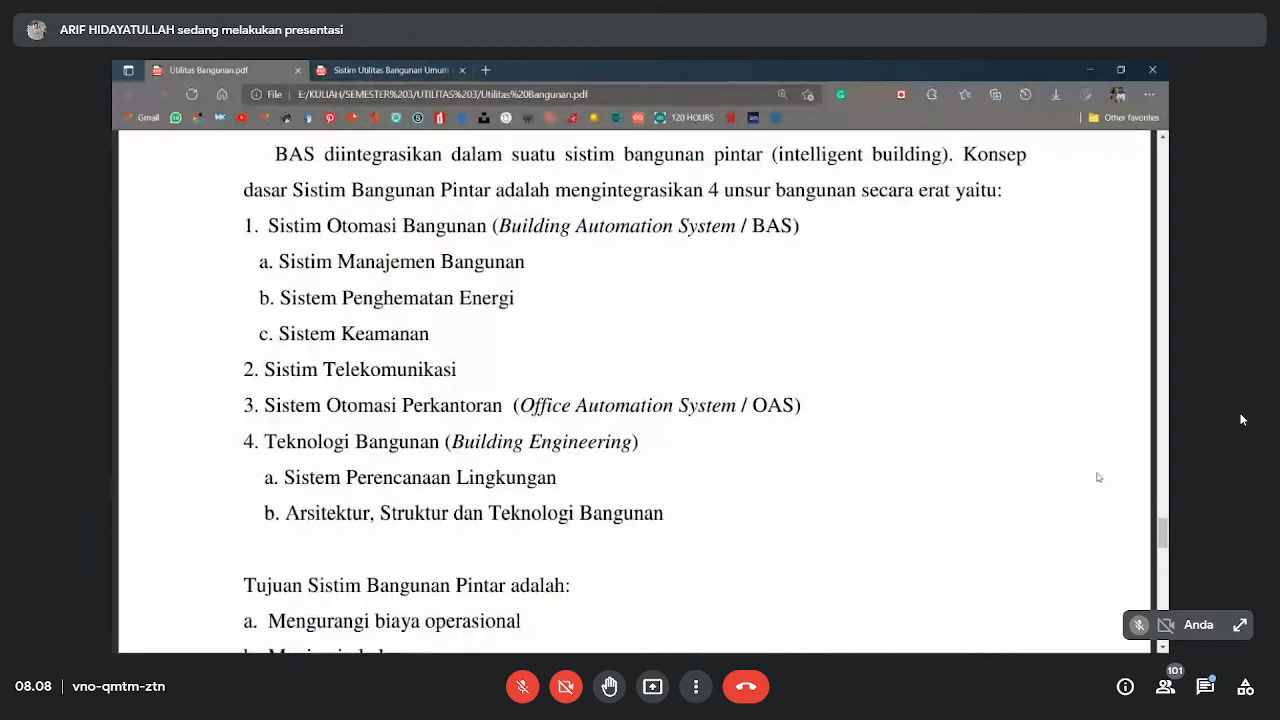 ARIF HIDAYATULLAH sedang melakukan presentasi
Utilitas Bangunan.pdf
Sistim Utilitas Bangunan Umum
File
E:/KULIAH/SEMESTER%203/UTILITAS%203/Utilitas%20Bangunan.pdf
Gmail
120 HOURS
Other favorites
BAS diintegrasikan dalam suatu sistim bangunan pintar (intelligent building). Konsep
dasar Sistim Bangunan Pintar adalah mengintegrasikan 4 unsur bangunan secara erat yaitu:
1. Sistim Otomasi Bangunan (Building Automation System / BAS)
a. Sistim Manajemen Bangunan
b. Sistem Penghematan Energi
c. Sistem Keamanan
2. Sistim Telekomunikasi
3. Sistem Otomasi Perkantoran (Office Automation System / OAS)
4. Teknologi Bangunan (Building Engineering)
a. Sistem Perencanaan Lingkungan
b. Arsitektur, Struktur dan Teknologi Bangunan
Tujuan Sistim Bangunan Pintar adalah:
a. Mengurangi biaya operasional
Anda
08.08
vno-qmtm-ztn
101